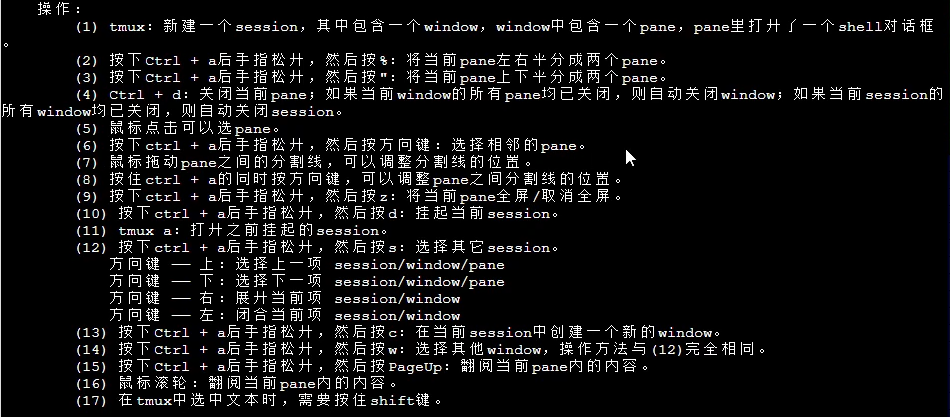 操作：
(1) tmux：新建一个session，其中包含一个window，window中包含一个pane，pane里打开了一个shell对话框
。
(2) 按下Ctrl + a后手指松开，然后按%：将当前pane左右平分成两个pane。
(3) 按下Ctrl + a后手指松开，然后按"：将当前pane上下平分成两个pane。
(4) Ctrl + d：关闭当前pane；如果当前window的所有pane均已关闭，则自动关闭window；如果当前session的
所有window均已关闭，则自动关闭session。
(5) 鼠标点击可以选pane。
(6) 按下ctrl + a后手指松开，然后按方向键：选择相邻的pane。
(7) 鼠标拖动pane之间的分割线，可以调整分割线的位置。
(8) 按住ctrl + a的同时按方向键，可以调整pane之间分割线的位置。
(9) 按下ctrl + a后手指松开，然后按z：将当前pane全屏/取消全屏。
(10) 按下ctrl + a后手指松开，然后按d：挂起当前session。
(11) tmux a：打开之前挂起的session。
(12) 按下ctrl + a后手指松开，然后按s：选择其它session。
方向键 —— 上：选择上一项 session/window/pane
方向键 —— 下：选择下一项 session/window/pane
方向键 —— 右：展开当前项 session/window
方向键 —— 左：闭合当前项 session/window
(13) 按下Ctrl + a后手指松开，然后按c：在当前session中创建一个新的window。
(14) 按下Ctrl + a后手指松开，然后按w：选择其他window，操作方法与(12)完全相同。
(15) 按下Ctrl + a后手指松开，然后按PageUp：翻阅当前pane内的内容。
(16) 鼠标滚轮：翻阅当前pane内的内容。
(17) 在tmux中选中文本时，需要按住shift键。